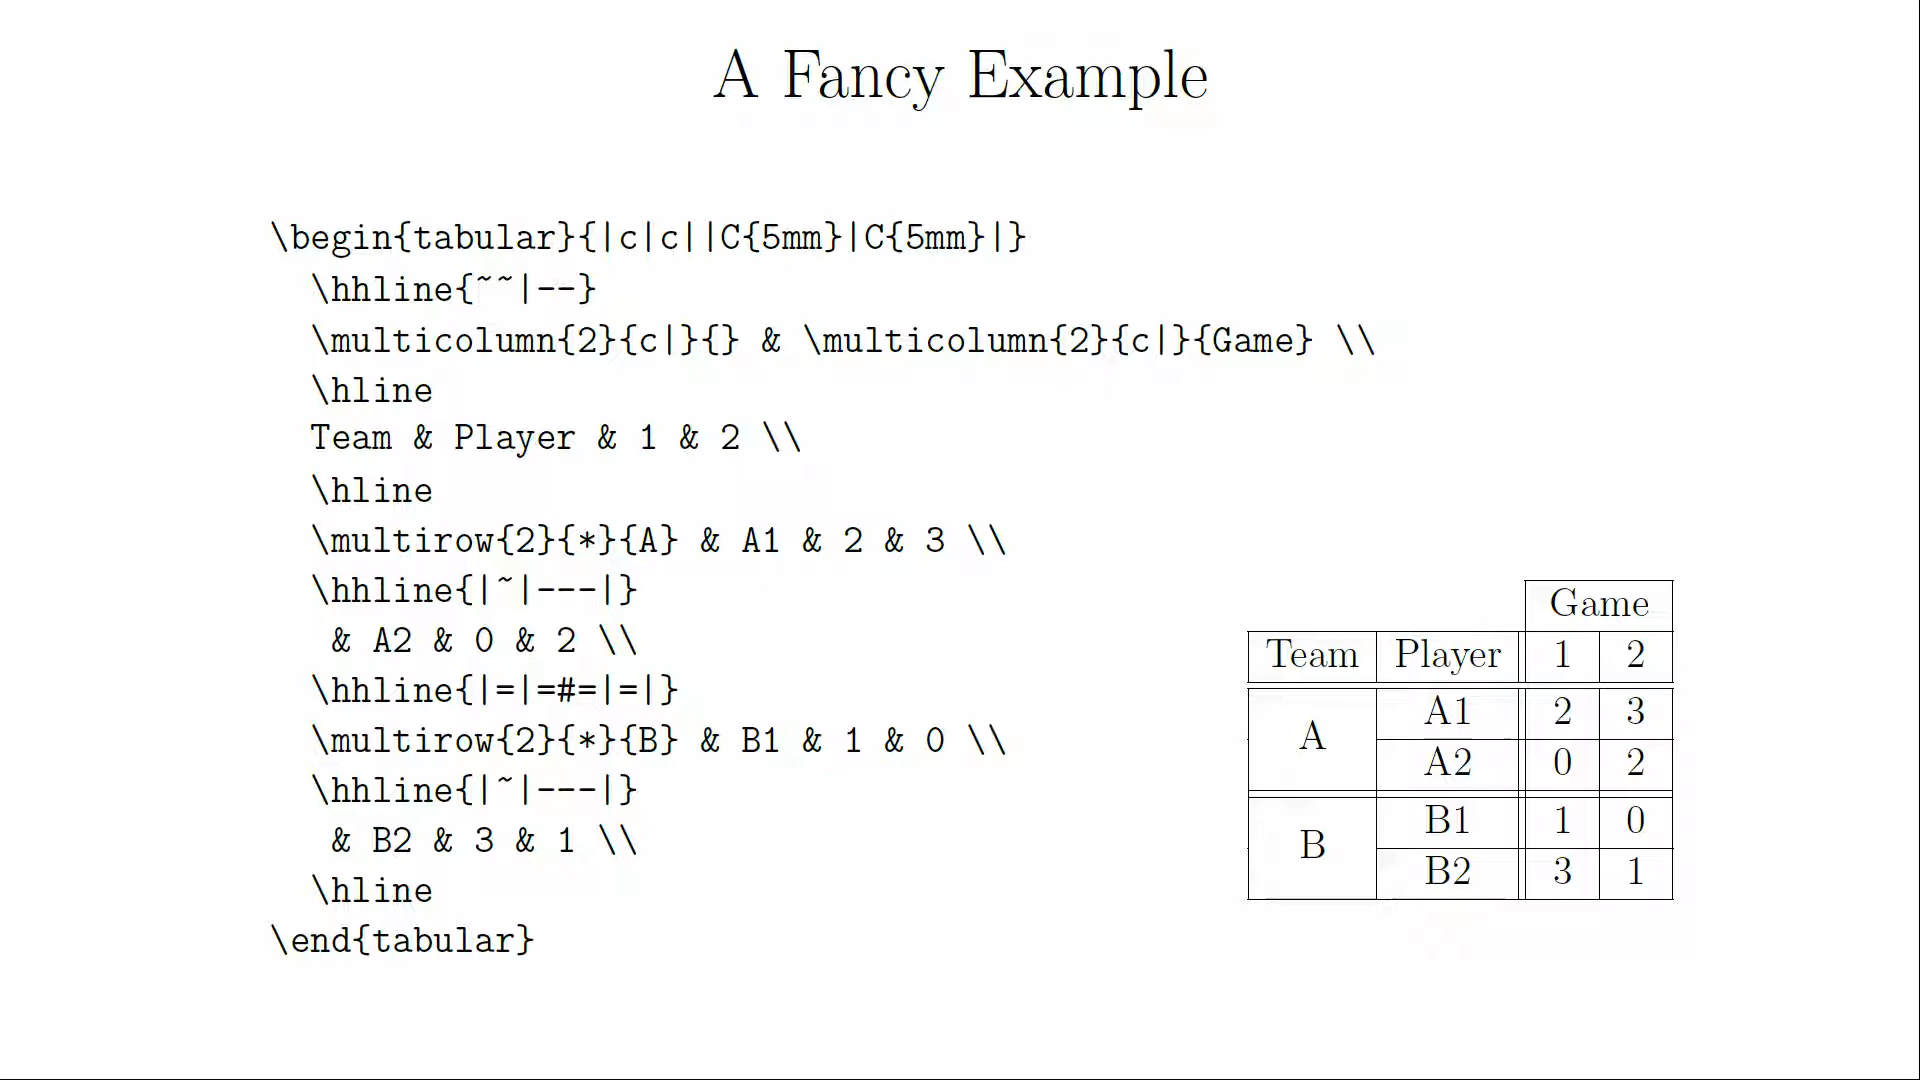 A Fancy Example
\begin{tabular}{|c|c||C{5mm}|C{5mm}|}
\hhline{~~|--}
\multicolumn{2}{c|}{} & \multicolumn{2}{c|}{Game} \\
\hline
Team & Player & 1 & 2 \\
\hline
\multirow{2}{*}{A} & A1 & 2 & 3 \\
\hhline{|~|---|}
& A2 & 0 & 2 \\
\hhline{|=|=#=|=|}
\multirow{2}{*}{B} & B1 & 1 & 0 \\
\hhline{|~|---|}
& B2 & 3 & 1 \\
\hline
\end{tabular}
Game
Team Player 1 2
A A1 2 3
A2 0 2
B B1 1 0
B2 3 1